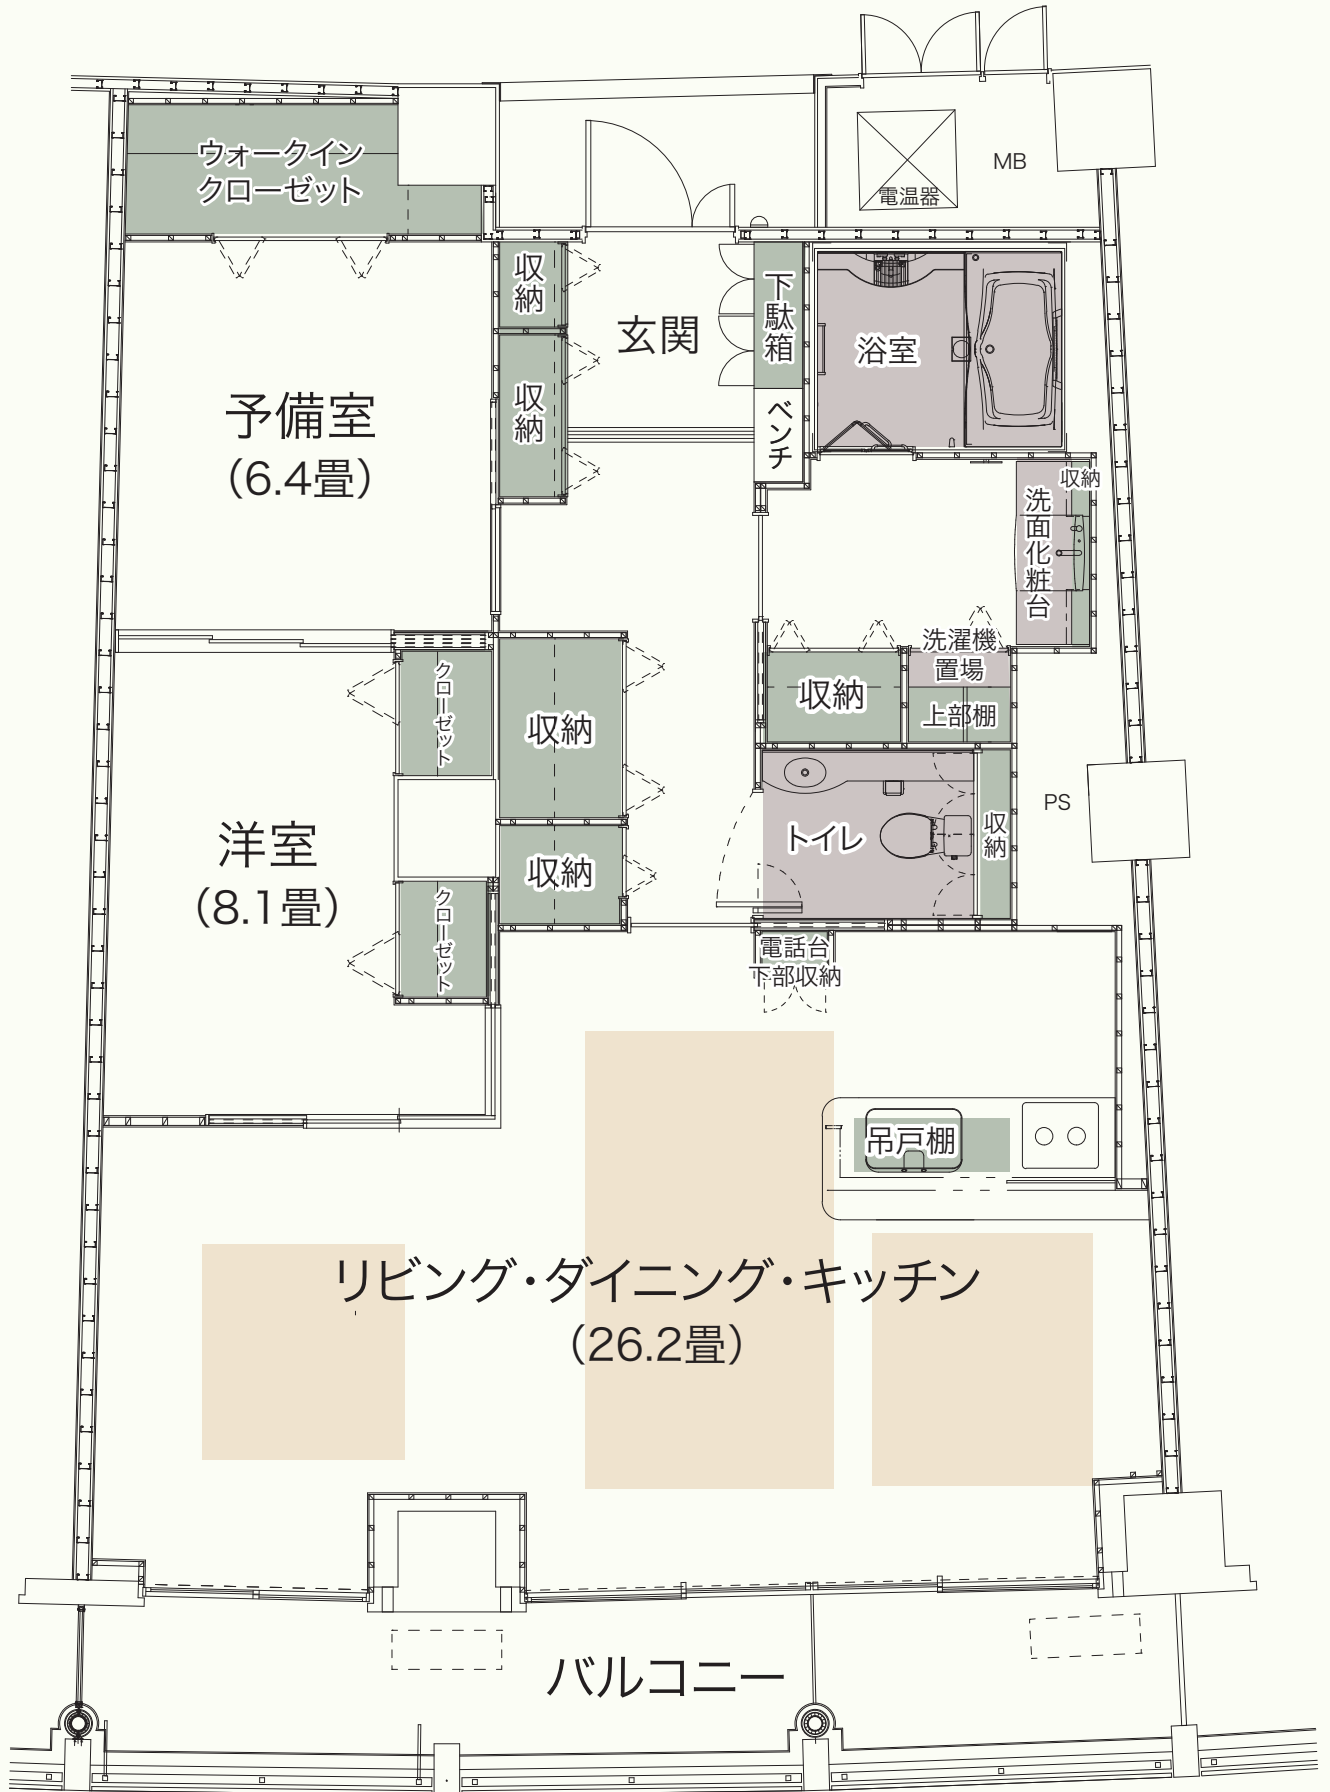 ウォークイン
クローゼット
電温器
MB
収納
収納
玄関
下駄箱
ベンチ
浴室
予備室
（6.4畳）
収納
洗面化粧台
洗濯機
置場
上部棚
収納
クローゼット
収納
トイレ
収納
PS
洋室
（8.1畳）
収納
クローゼット
電話台
下部収納
吊戸棚
リビング・ダイニング・キッチン
（26.2畳）
バルコニー